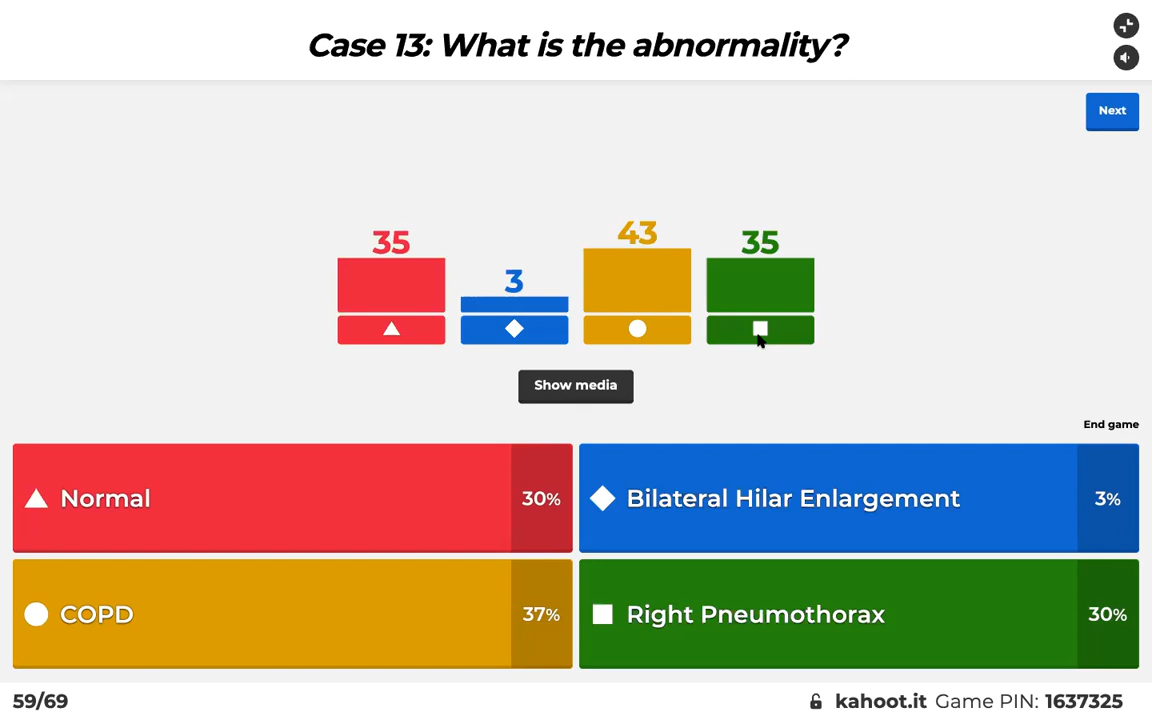 Case 13: What is the abnormality?
Next
35
3
43
35
Show media
End game
Normal
30%
Bilateral Hilar Enlargement
3%
COPD
37%
Right Pneumothorax
30%
59/69
kahoot.it Game PIN: 1637325